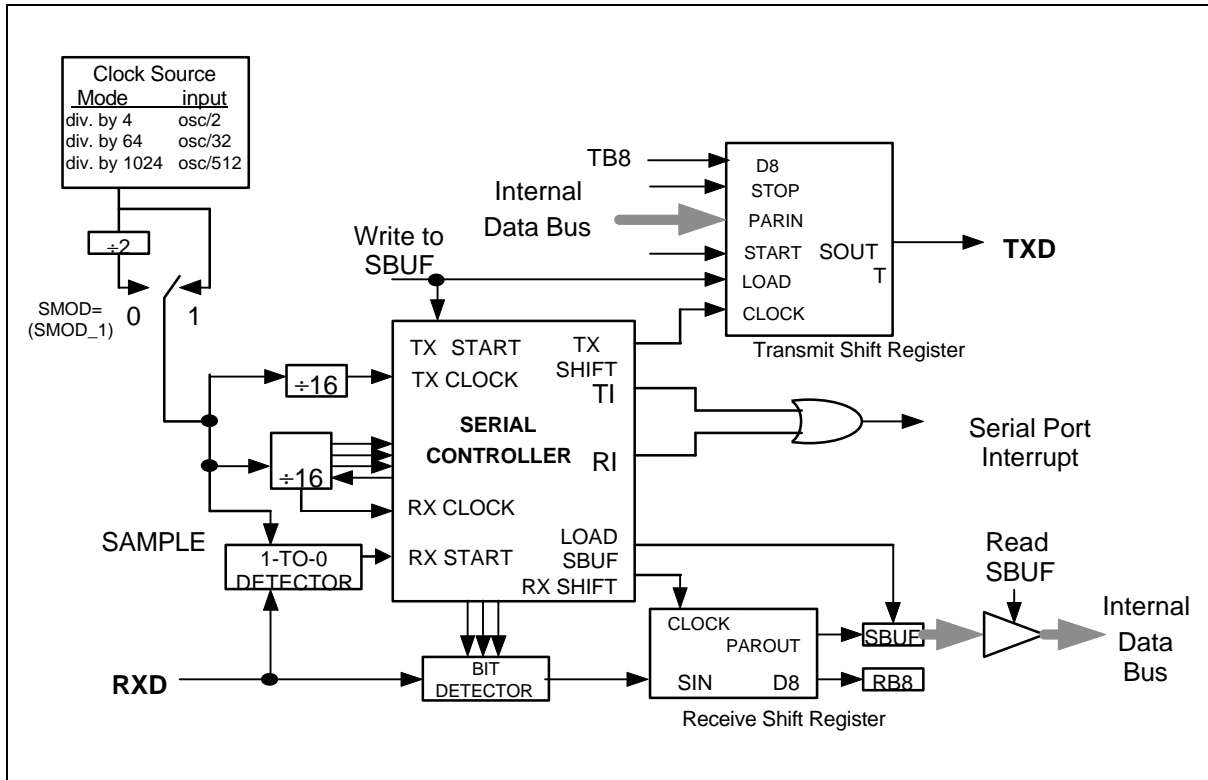 Clock Source
Mode input
div. by 4 osc/2
div. by 64 osc/32
div. by 1024 osc/512
÷2
SMOD=
(SMOD_1)
0 1
TB8
Internal
Data Bus
Write to
SBUF
D8
STOP
PARIN
START
SOUT
T
LOAD
CLOCK
TXD
Transmit Shift Register
÷16
÷16
TX START
TX CLOCK
TX
SHIFT
TI
SERIAL
CONTROLLER
RI
RX CLOCK
RX START
LOAD
SBUF
RX SHIFT
Serial Port
Interrupt
SAMPLE
1-TO-0
DETECTOR
RXD
BIT
DETECTOR
CLOCK
PAROUT
SIN D8
Receive Shift Register
SBUF
RB8
Read
SBUF
Internal
Data
Bus